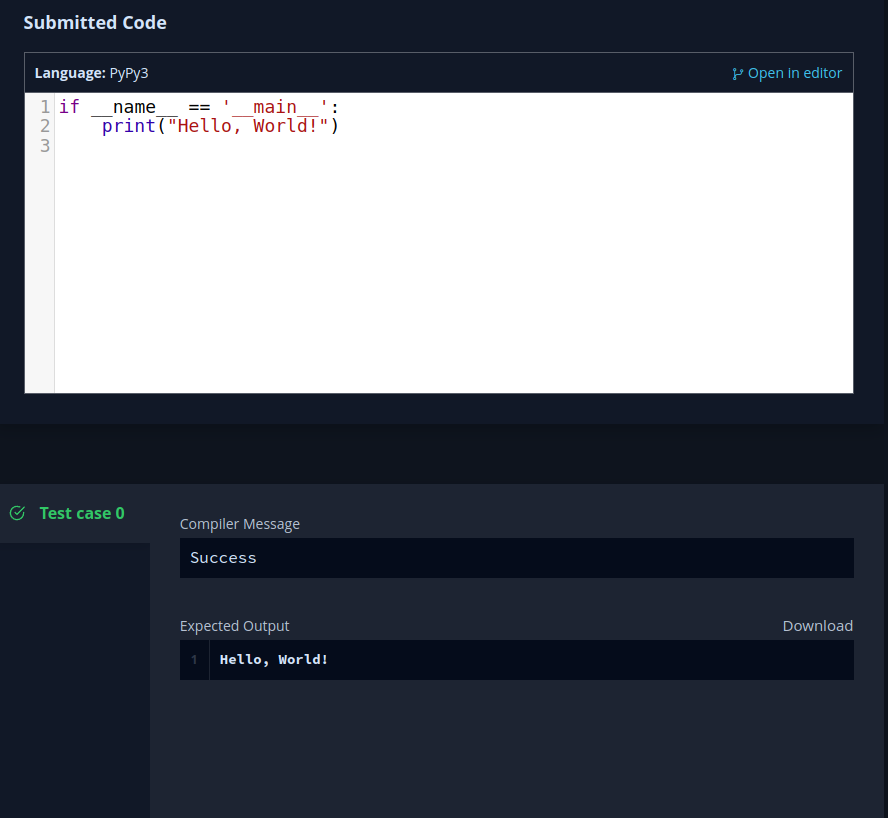 Submitted Code
Language: PyPy3
Open in editor
1 if __name__ == '__main__':
2     print("Hello, World!")
3
Test case 0
Compiler Message
Success
Expected Output
Download
1 Hello, World!